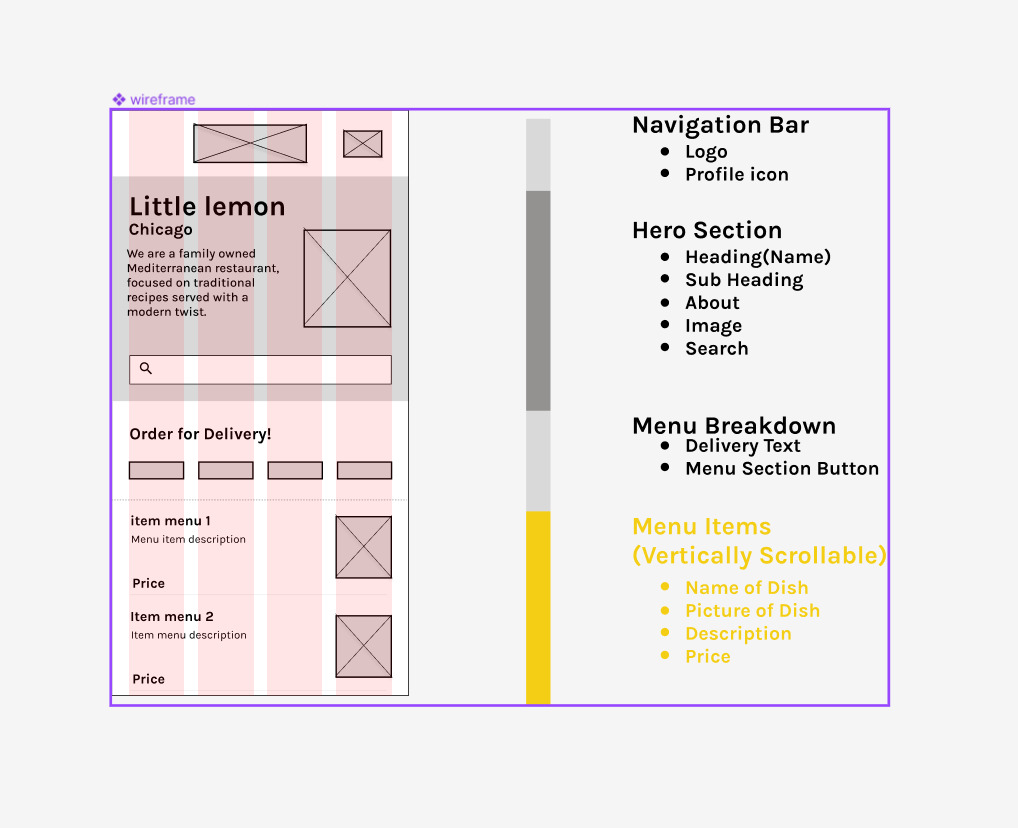 wireframe
Little lemon
Chicago
We are a family owned
Mediterranean restaurant,
focused on traditional
recipes served with a
modern twist.
Order for Delivery!
item menu 1
Menu item description
Price
Item menu 2
Item menu description
Price
Navigation Bar
Logo
Profile icon
Hero Section
Heading(Name)
Sub Heading
About
Image
Search
Menu Breakdown
Delivery Text
Menu Section Button
Menu Items
(Vertically Scrollable)
Name of Dish
Picture of Dish
Description
Price